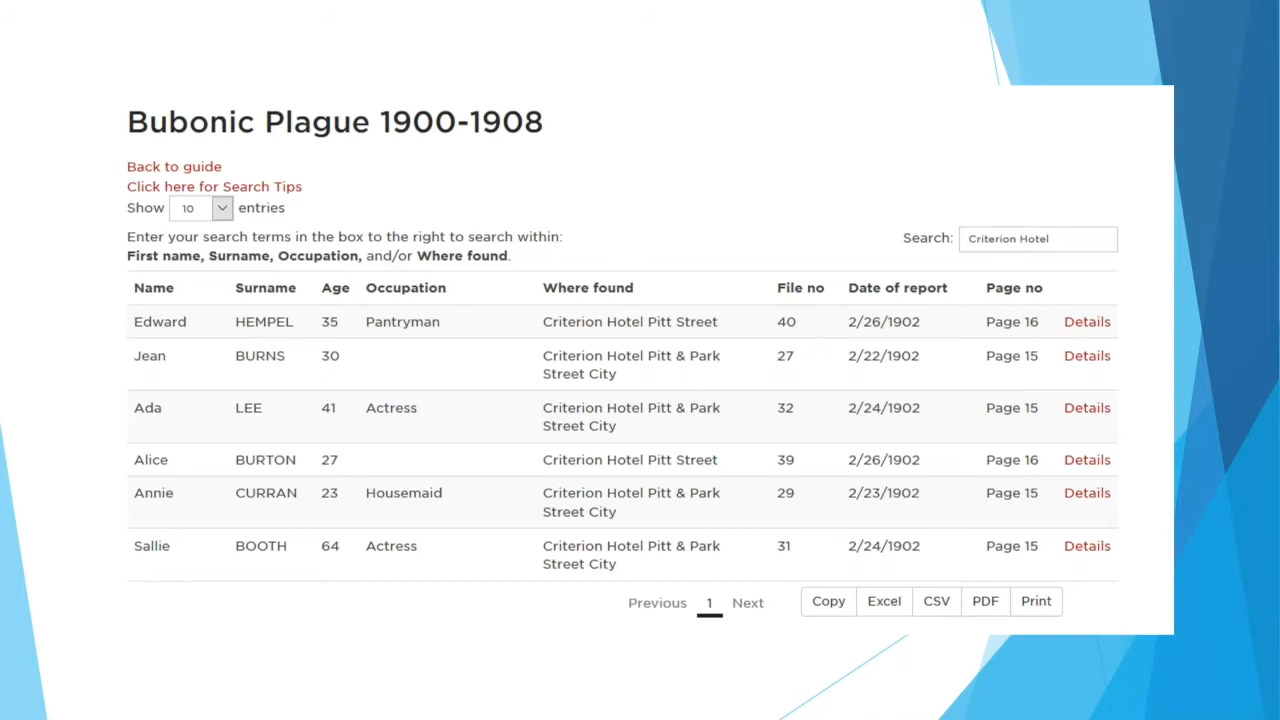 Bubonic Plague 1900-1908
Back to guide
Click here for Search Tips
Show 10 entries
Enter your search terms in the box to the right to search within:
First name, Surname, Occupation, and/or Where found.
Search: Criterion Hotel
Name Surname Age Occupation Where found File no Date of report Page no
Edward HEMPEL 35 Pantryman Criterion Hotel Pitt Street 40 2/26/1902 Page 16 Details
Jean BURNS 30 Criterion Hotel Pitt & Park 27 2/22/1902 Page 15 Details
Street City
Ada LEE 41 Actress Criterion Hotel Pitt & Park 32 2/24/1902 Page 15 Details
Street City
Alice BURTON 27 Criterion Hotel Pitt Street 39 2/26/1902 Page 16 Details
Annie CURRAN 23 Housemaid Criterion Hotel Pitt & Park 29 2/23/1902 Page 15 Details
Street City
Sallie BOOTH 64 Actress Criterion Hotel Pitt & Park 31 2/24/1902 Page 15 Details
Street City
Previous 1 Next Copy Excel CSV PDF Print